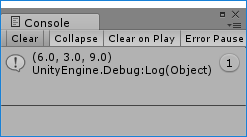 Console
Clear Collapse Clear on Play Error Pause
(6.0, 3.0, 9.0)
UnityEngine.Debug:Log(Object)
1